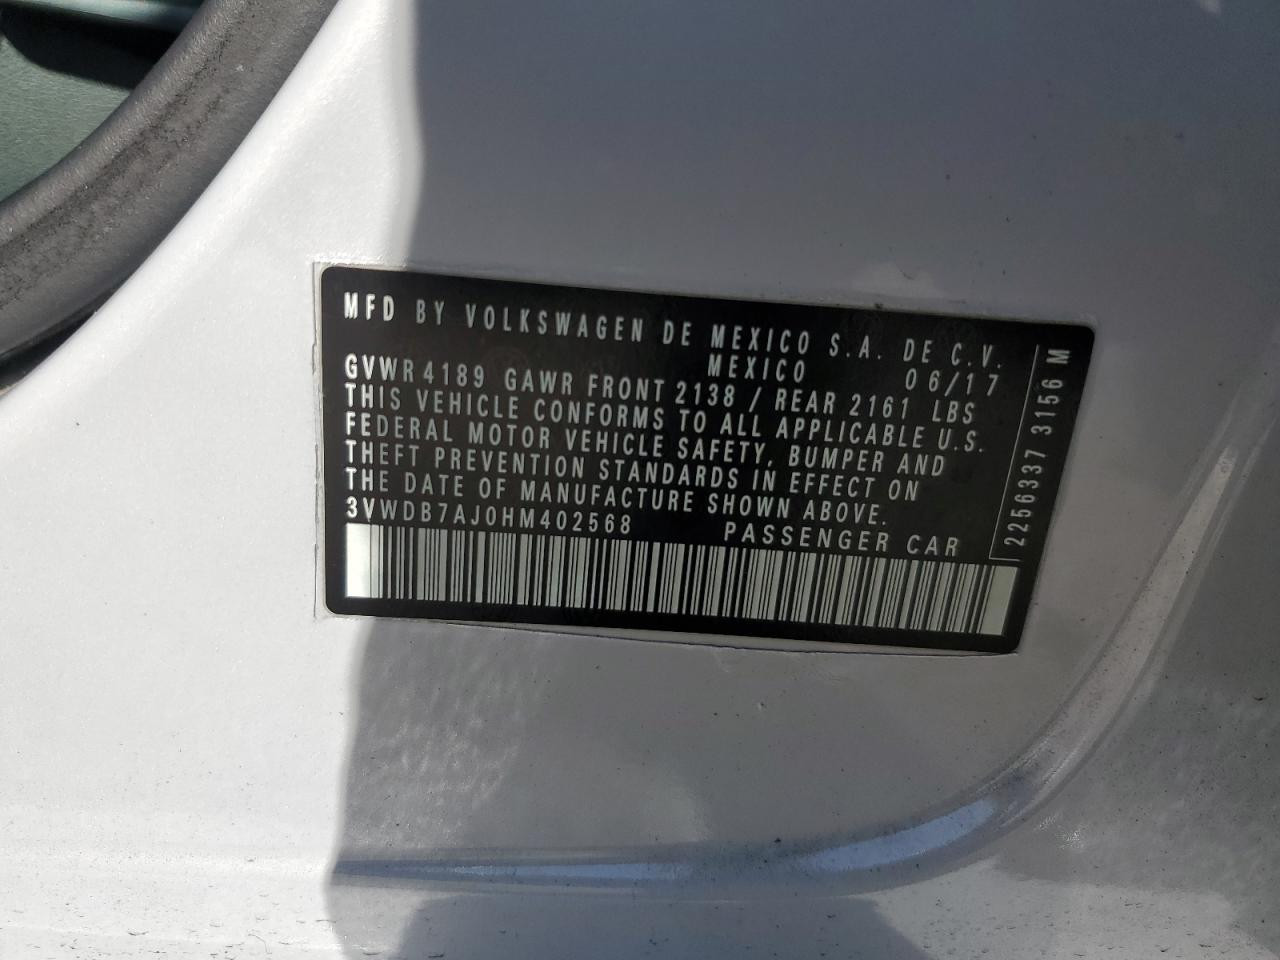 MFD BY VOLKSWAGEN DE MEXICO S.A. DE C.V.
MEXICO 06/17
GVWR 4189 GAWR FRONT 2138 / REAR 2161 LBS
THIS VEHICLE CONFORMS TO ALL APPLICABLE U.S.
FEDERAL MOTOR VEHICLE SAFETY, BUMPER AND
THEFT PREVENTION STANDARDS IN EFFECT ON
THE DATE OF MANUFACTURE SHOWN ABOVE.
3VWDB7AJ0HM402568 PASSENGER CAR
2256337 3156 M